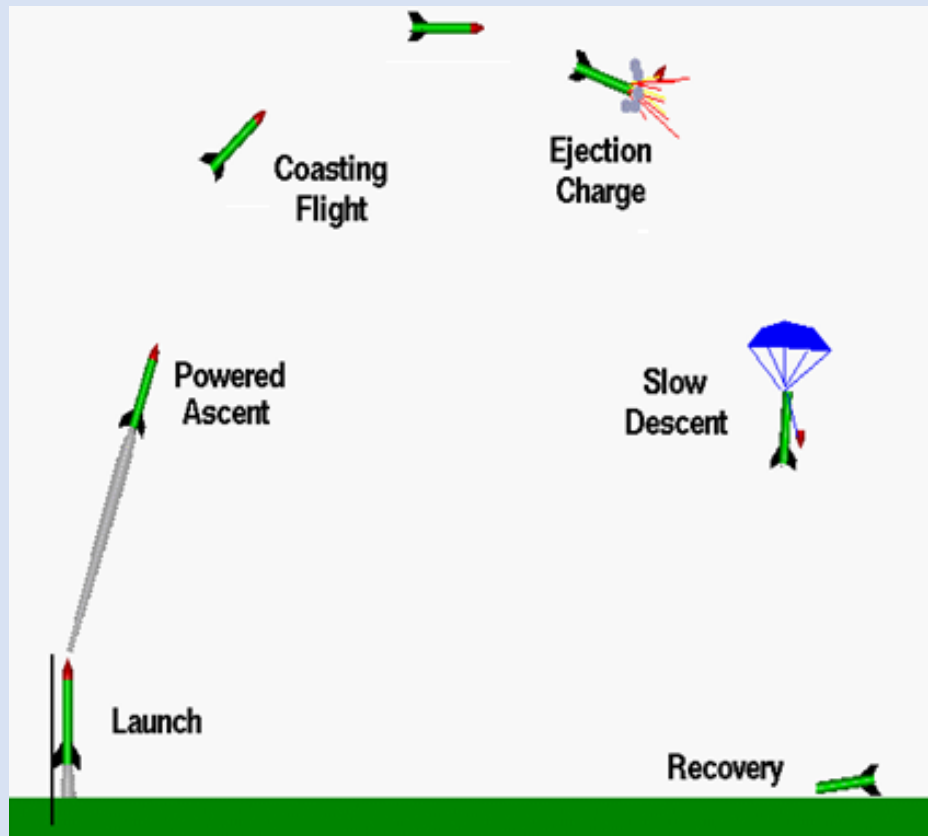 Coasting
Flight
Ejection
Charge
Powered
Ascent
Slow
Descent
Launch
Recovery